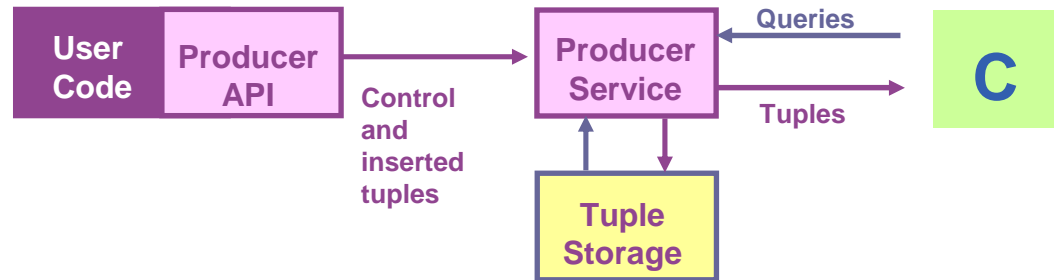 User
Code
Producer
API
Control
and
inserted
tuples
Producer
Service
Queries
Tuples
C
Tuple
Storage